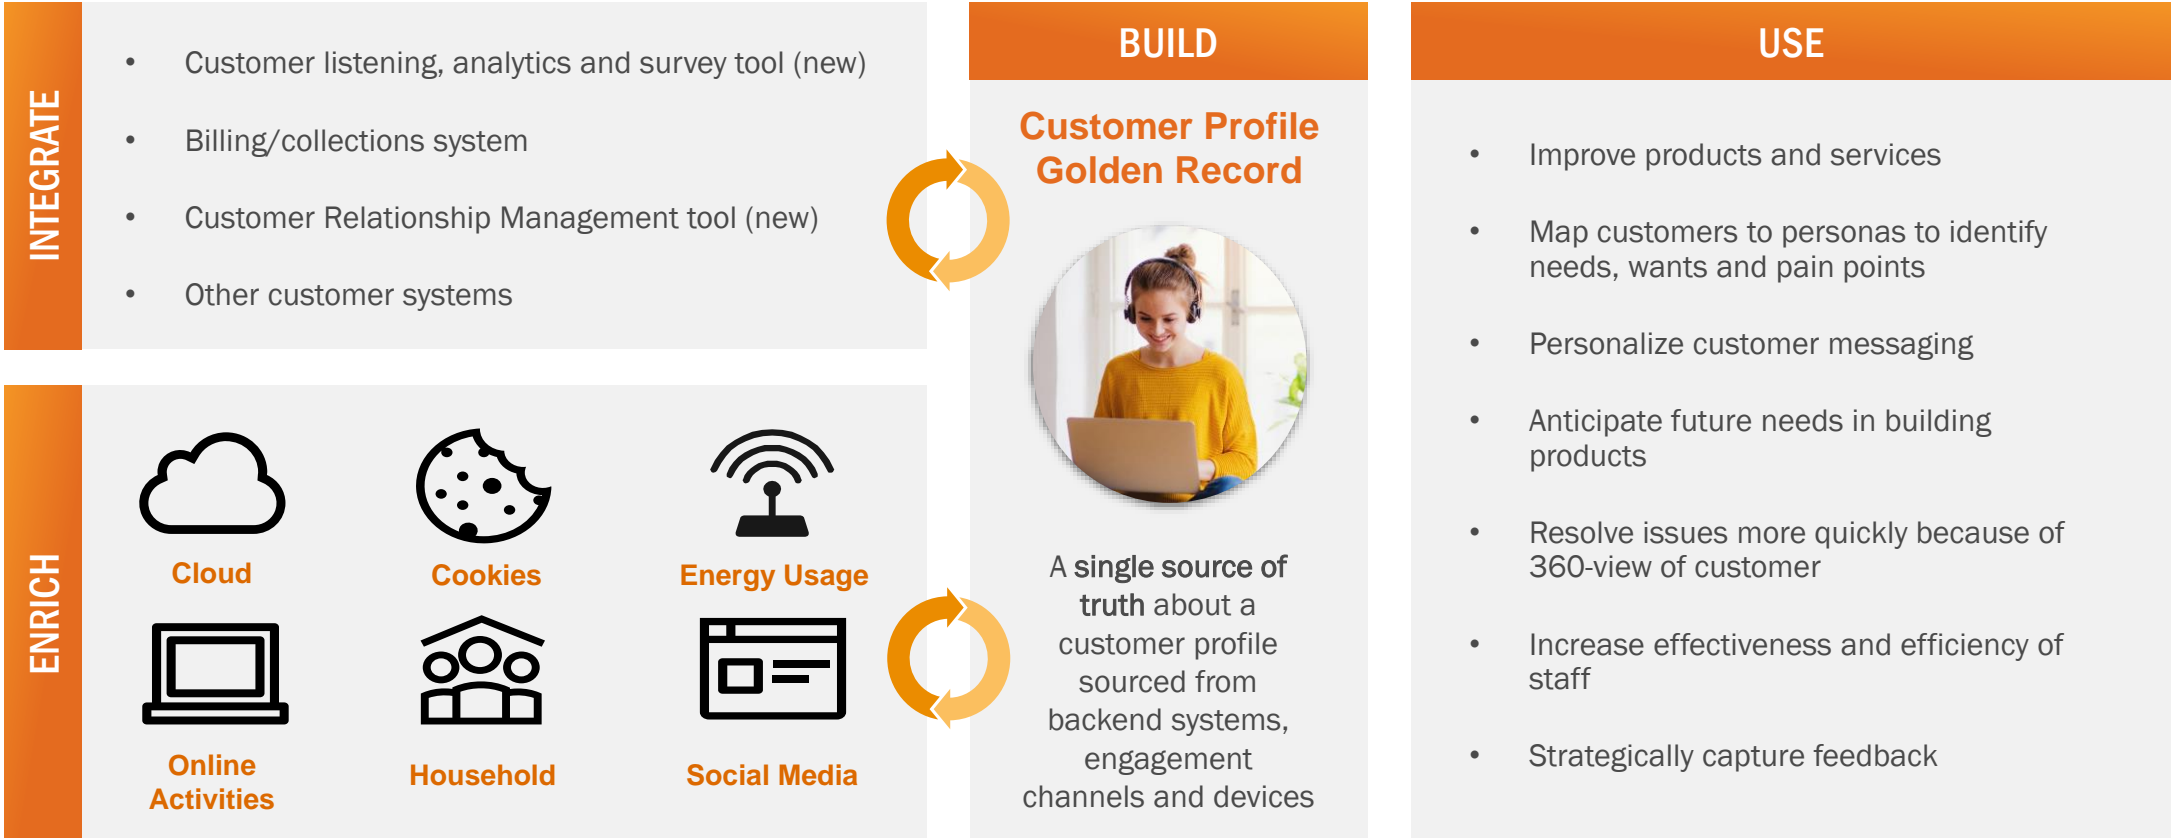 INTEGRATE
• Customer listening, analytics and survey tool (new)
• Billing/collections system
• Customer Relationship Management tool (new)
• Other customer systems
ENRICH
Cloud
Cookies
Energy Usage
Online
Activities
Household
Social Media
BUILD
Customer Profile
Golden Record
A single source of
truth about a
customer profile
sourced from
backend systems,
engagement
channels and devices
USE
• Improve products and services
• Map customers to personas to identify
needs, wants and pain points
• Personalize customer messaging
• Anticipate future needs in building
products
• Resolve issues more quickly because of
360-view of customer
• Increase effectiveness and efficiency of
staff
• Strategically capture feedback